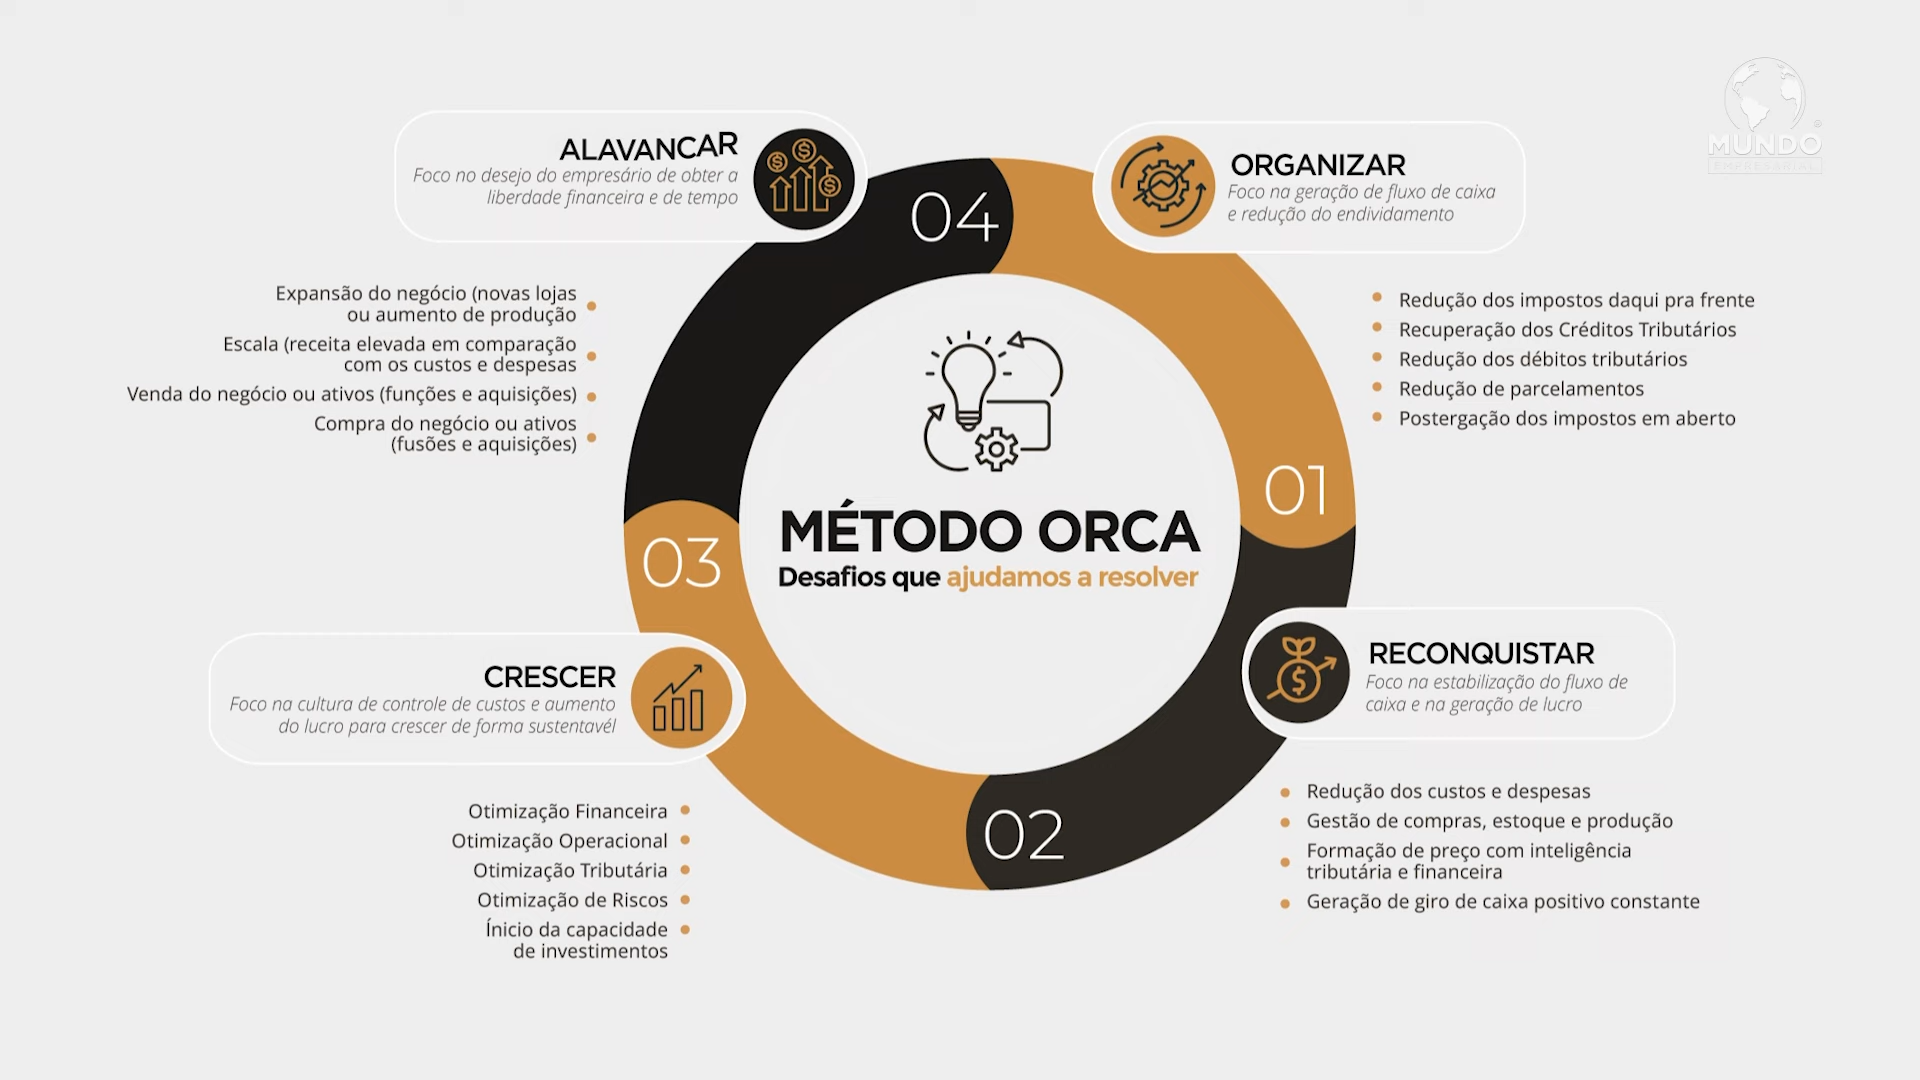 MUNDO
EMPRESARIAL
ALAVANCAR
Foco no desejo do empresário de obter a
liberdade financeira e de tempo
04
ORGANIZAR
Foco na geração de fluxo de caixa
e redução do endividamento
Expansão do negócio (novas lojas
ou aumento de produção
Escala (receita elevada em comparação
com os custos e despesas
Venda do negócio ou ativos (funções e aquisições)
Compra do negócio ou ativos
(fusões e aquisições)
Redução dos impostos daqui pra frente
Recuperação dos Créditos Tributários
Redução dos débitos tributários
Redução de parcelamentos
Postergação dos impostos em aberto
01
MÉTODO ORCA
Desafios que ajudamos a resolver
03
CRESCER
Foco na cultura de controle de custos e aumento
do lucro para crescer de forma sustentavél
RECONQUISTAR
Foco na estabilização do fluxo de
caixa e na geração de lucro
Otimização Financeira
Otimização Operacional
Otimização Tributária
Otimização de Riscos
Ínicio da capacidade
de investimentos
02
Redução dos custos e despesas
Gestão de compras, estoque e produção
Formação de preço com inteligência
tributária e financeira
Geração de giro de caixa positivo constante